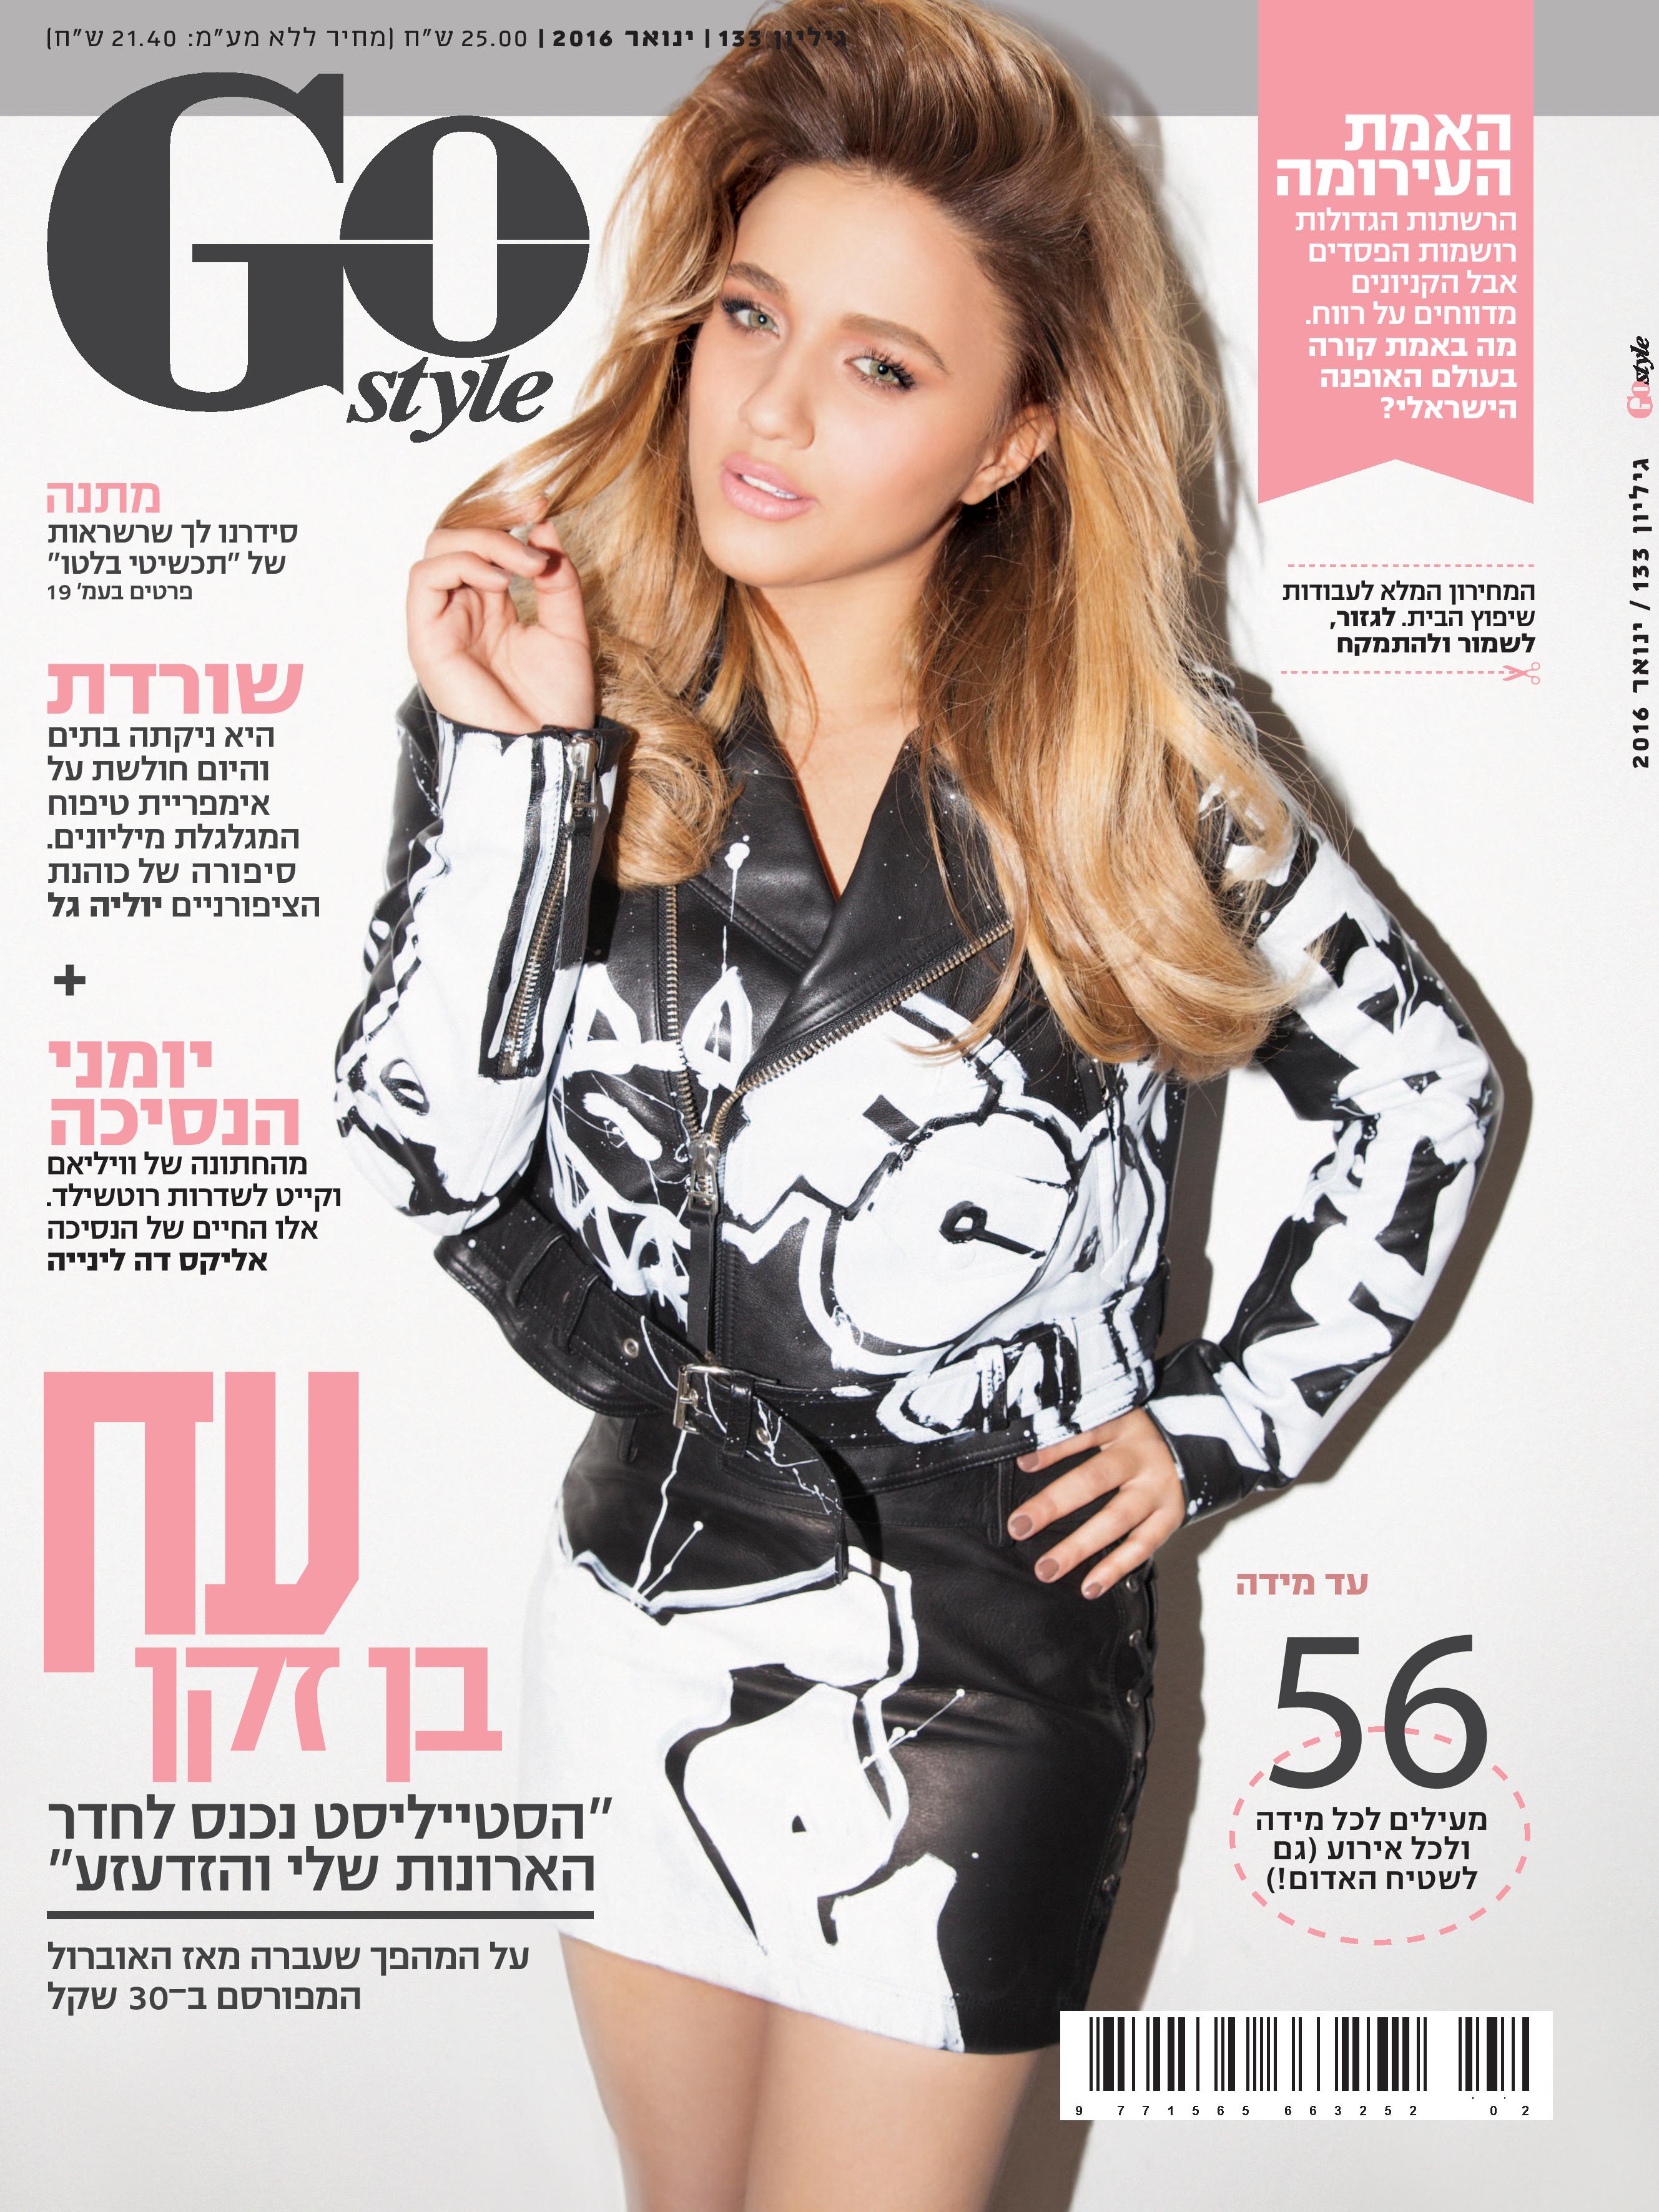 גיליון 133 | ינואר 2016 | 25.00 ש"ח (מחיר ללא מע"מ: 21.40 ש"ח)
Go
style
האמת
העירומה
הרשתות הגדולות
רושמות הפסדים
אבל הקניונים
מדווחים על רווח.
מה באמת קורה
בעולם האופנה
הישראלי?
המחירון המלא לעבודות
שיפוץ הבית. לגזור,
לשמור ולהתמקח
Go style גיליון 133 / ינואר 2016
מתנה
סידרנו לך שרשראות
של "תכשיטי בלטו"
פרטים בעמ' 19
שורדת
היא ניקתה בתים
והיום חולשת על
אימפריית טיפוח
המגלגלת מיליונים.
סיפורה של כוהנת
הציפורניים יוליה גל
+
יומני
הנסיכה
מהחתונה של וויליאם
וקייט לשדרות רוטשילד.
אלו החיים של הנסיכה
אליקס דה לינייה
עח
בן זקן
"הסטייליסט נכנס לחדר
הארונות שלי והזדעזע"
על המהפך שעברה מאז האוברול
המפורסם ב-30 שקל
עד מידה
56
מעילים לכל מידה
ולכל אירוע (גם
לשטיח האדום!)
9 771565 663252 02